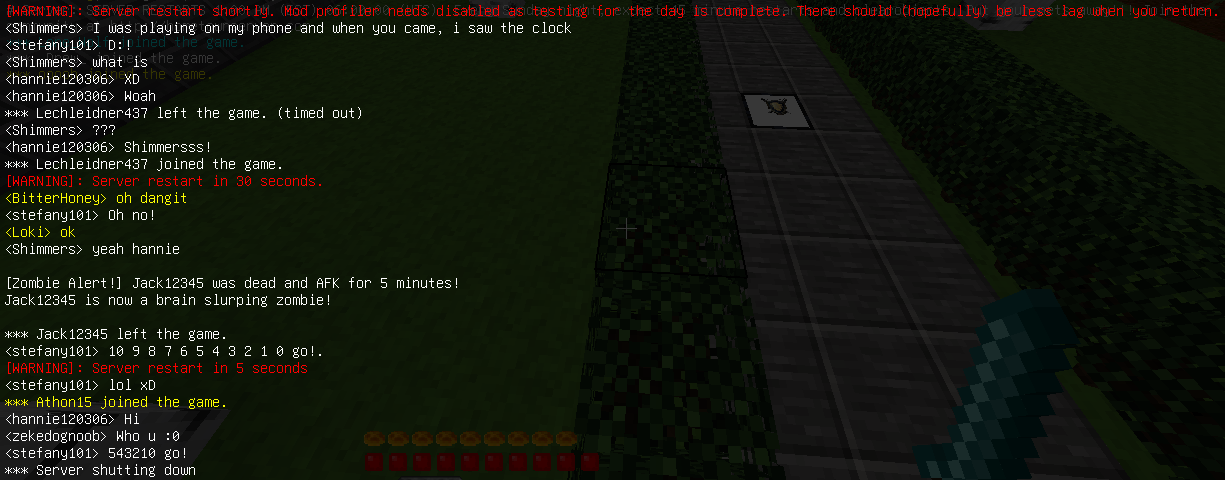 [WARNING]: Server restart shortly. Mod profiler needs disabled as testing for the day is complete. There should (hopefully) be less lag when you return.
<Shimmers> I was playing on my phone and when you came, i saw the clock
<stefany101> D:!
<Shimmers> what is
<hannie120306> XD
<hannie120306> Woah
*** Lechleidner437 left the game. (timed out)
<Shimmers> ???
<hannie120306> Shimmersss!
*** Lechleidner437 joined the game.
[WARNING]: Server restart in 30 seconds.
<BitterHoney> oh dangit
<stefany101> Oh no!
<Loki> ok
<Shimmers> yeah hannie
[Zombie Alert!] Jack12345 was dead and AFK for 5 minutes!
Jack12345 is now a brain slurping zombie!
*** Jack12345 left the game.
<stefany101> 10 9 8 7 6 5 4 3 2 1 0 go!.
[WARNING]: Server restart in 5 seconds
<stefany101> lol xD
*** Athon15 joined the game.
<hannie120306> Hi
<zekedognoob> Who u :0
<stefany101> 543210 go!
*** Server shutting down